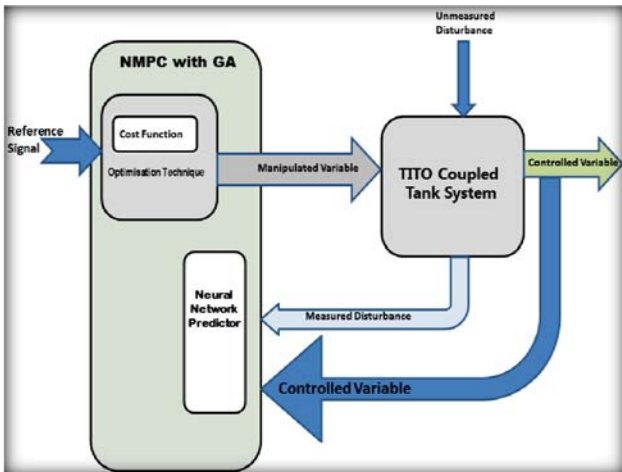 Unmeasured
Disturbance
NMPC with GA
Reference
Signal
Cost Function
Optimisation Technique
Manipulated Variable
TITO Coupled
Tank System
Controlled Variable
Neural
Network
Predictor
Measured Disturbance
Controlled Variable